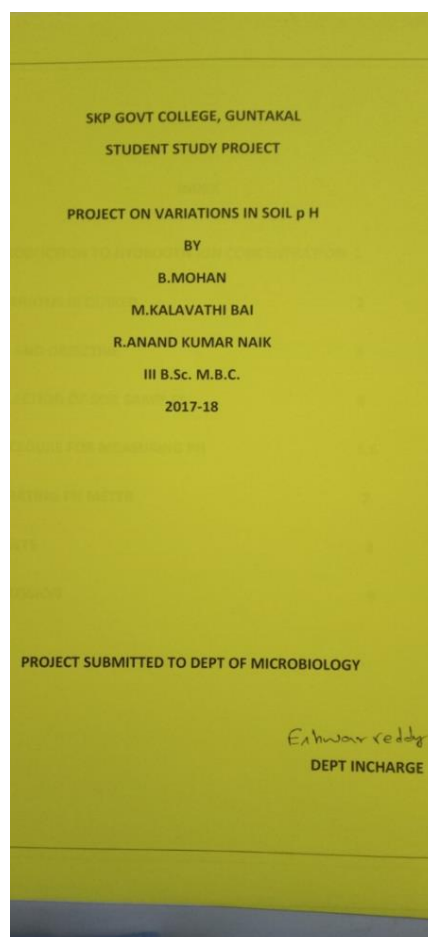 SKP GOVT COLLEGE, GUNTAKAL
STUDENT STUDY PROJECT
PROJECT ON VARIATIONS IN SOIL p H
BY
B.MOHAN
M.KALAVATHI BAI
R.ANAND KUMAR NAIK
III B.Sc. M.B.C.
2017-18
PROJECT SUBMITTED TO DEPT OF MICROBIOLOGY
Eshwar reddy
DEPT INCHARGE